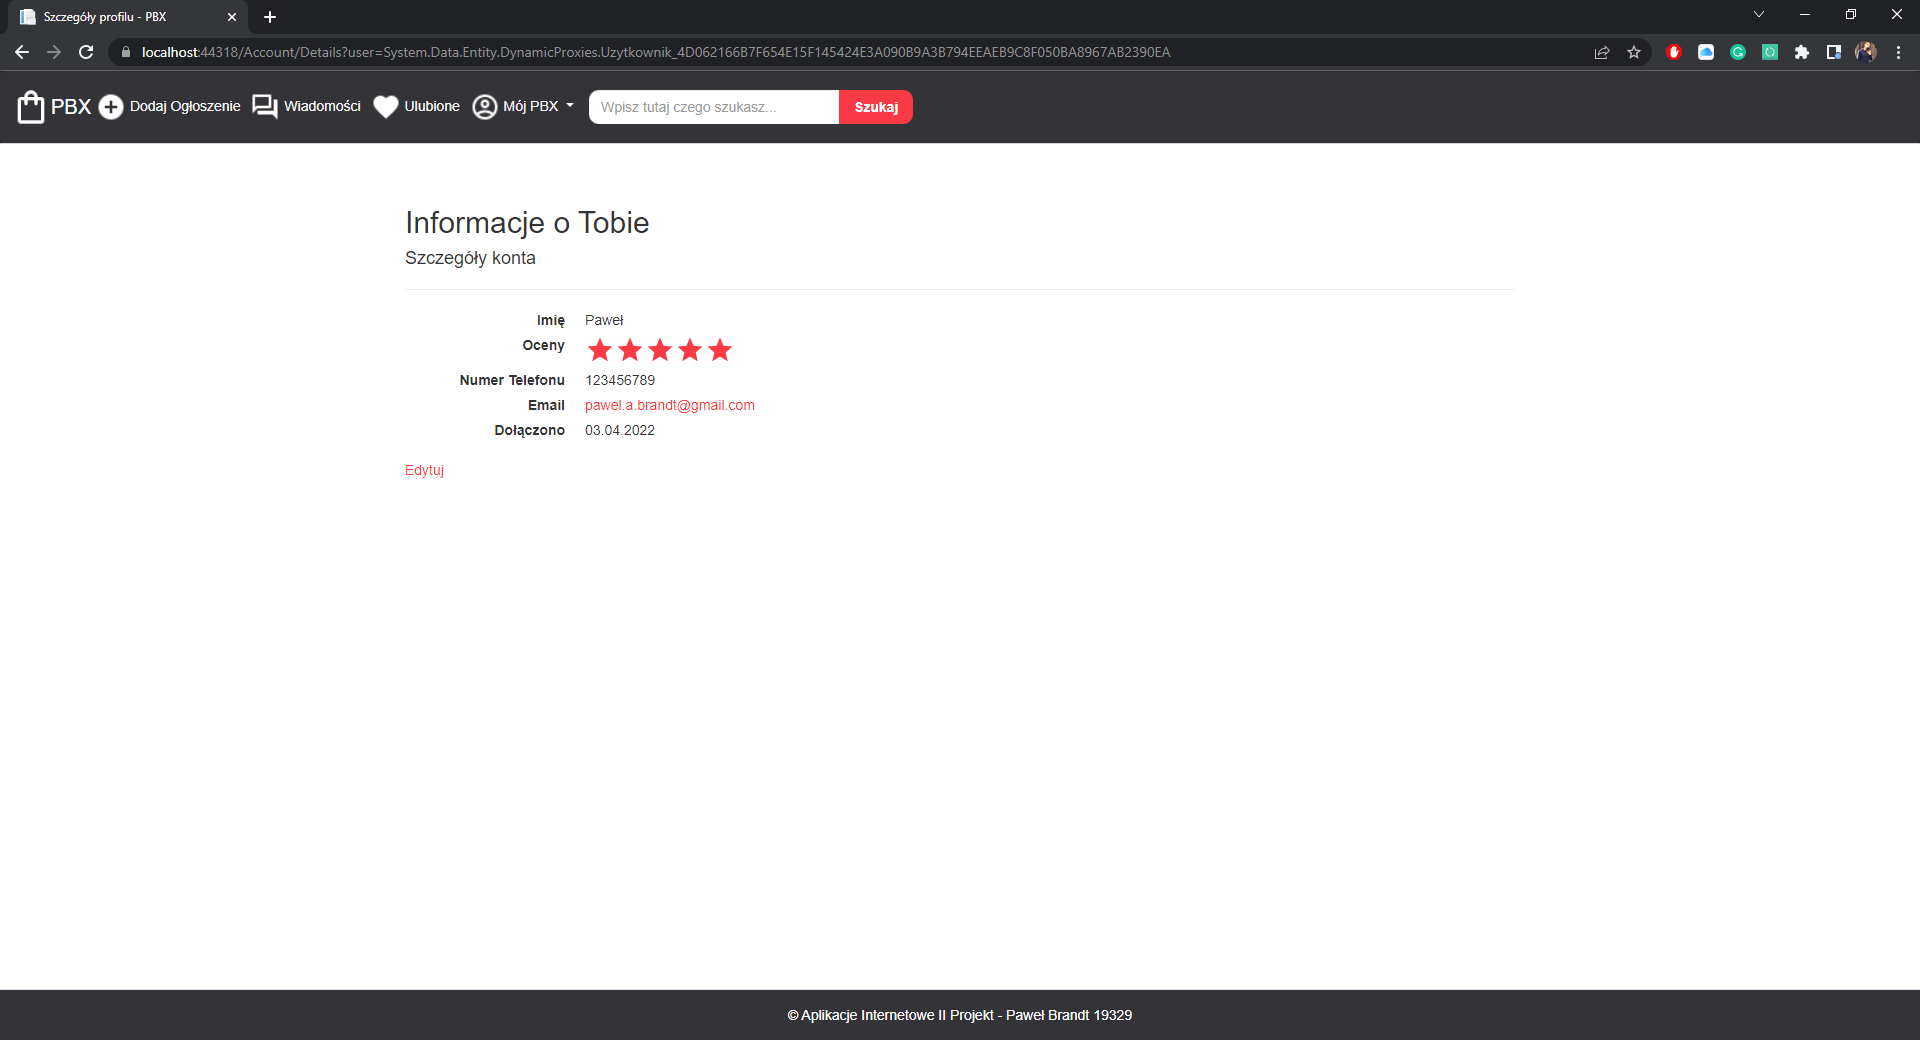 Szczegóły profilu - PBX
localhost:44318/Account/Details?user=System.Data.Entity.DynamicProxies.Uzytkownik_4D062166B7F654E15F145424E3A090B9A3B794EEAEB9C8F050BA8967AB2390EA
PBX Dodaj Ogłoszenie Wiadomości Ulubione Mój PBX Wpisz tutaj czego szukasz... Szukaj
Informacje o Tobie
Szczegóły konta
Imię Paweł
Oceny
Numer Telefonu 123456789
Email pawel.a.brandt@gmail.com
Dołączono 03.04.2022
Edytuj
© Aplikacje Internetowe II Projekt - Paweł Brandt 19329